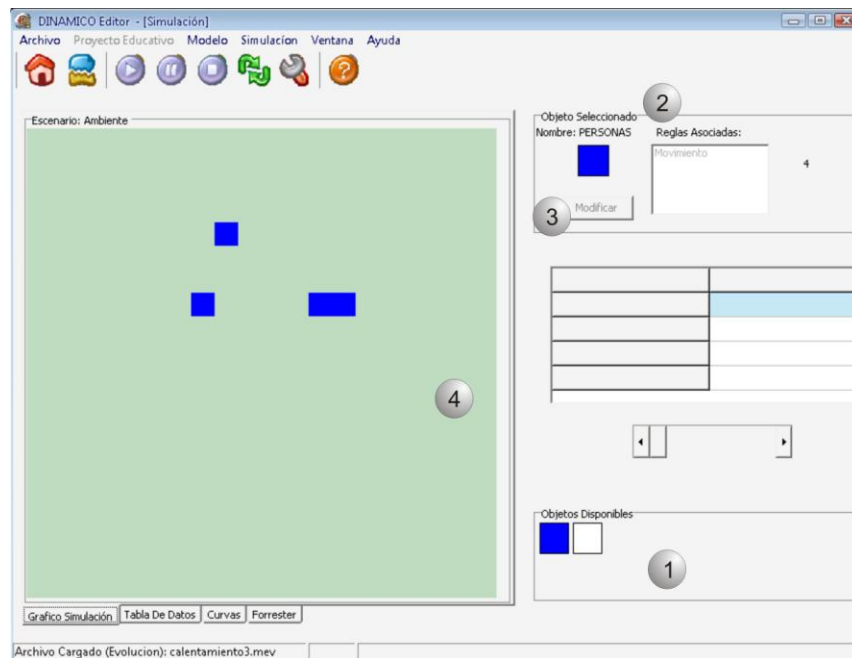 DINAMICO Editor - [Simulación]
Archivo Proyecto Educativo Modelo Simulacíon Ventana Ayuda
?
Escenario: Ambiente
4
2
Objeto Seleccionado
Nombre: PERSONAS Reglas Asociadas:
Movimiento
4
3
Modificar
Objetos Disponibles
1
Grafico Simulación Tabla De Datos Curvas Forrester
Archivo Cargado (Evolucion): calentamiento3.mev